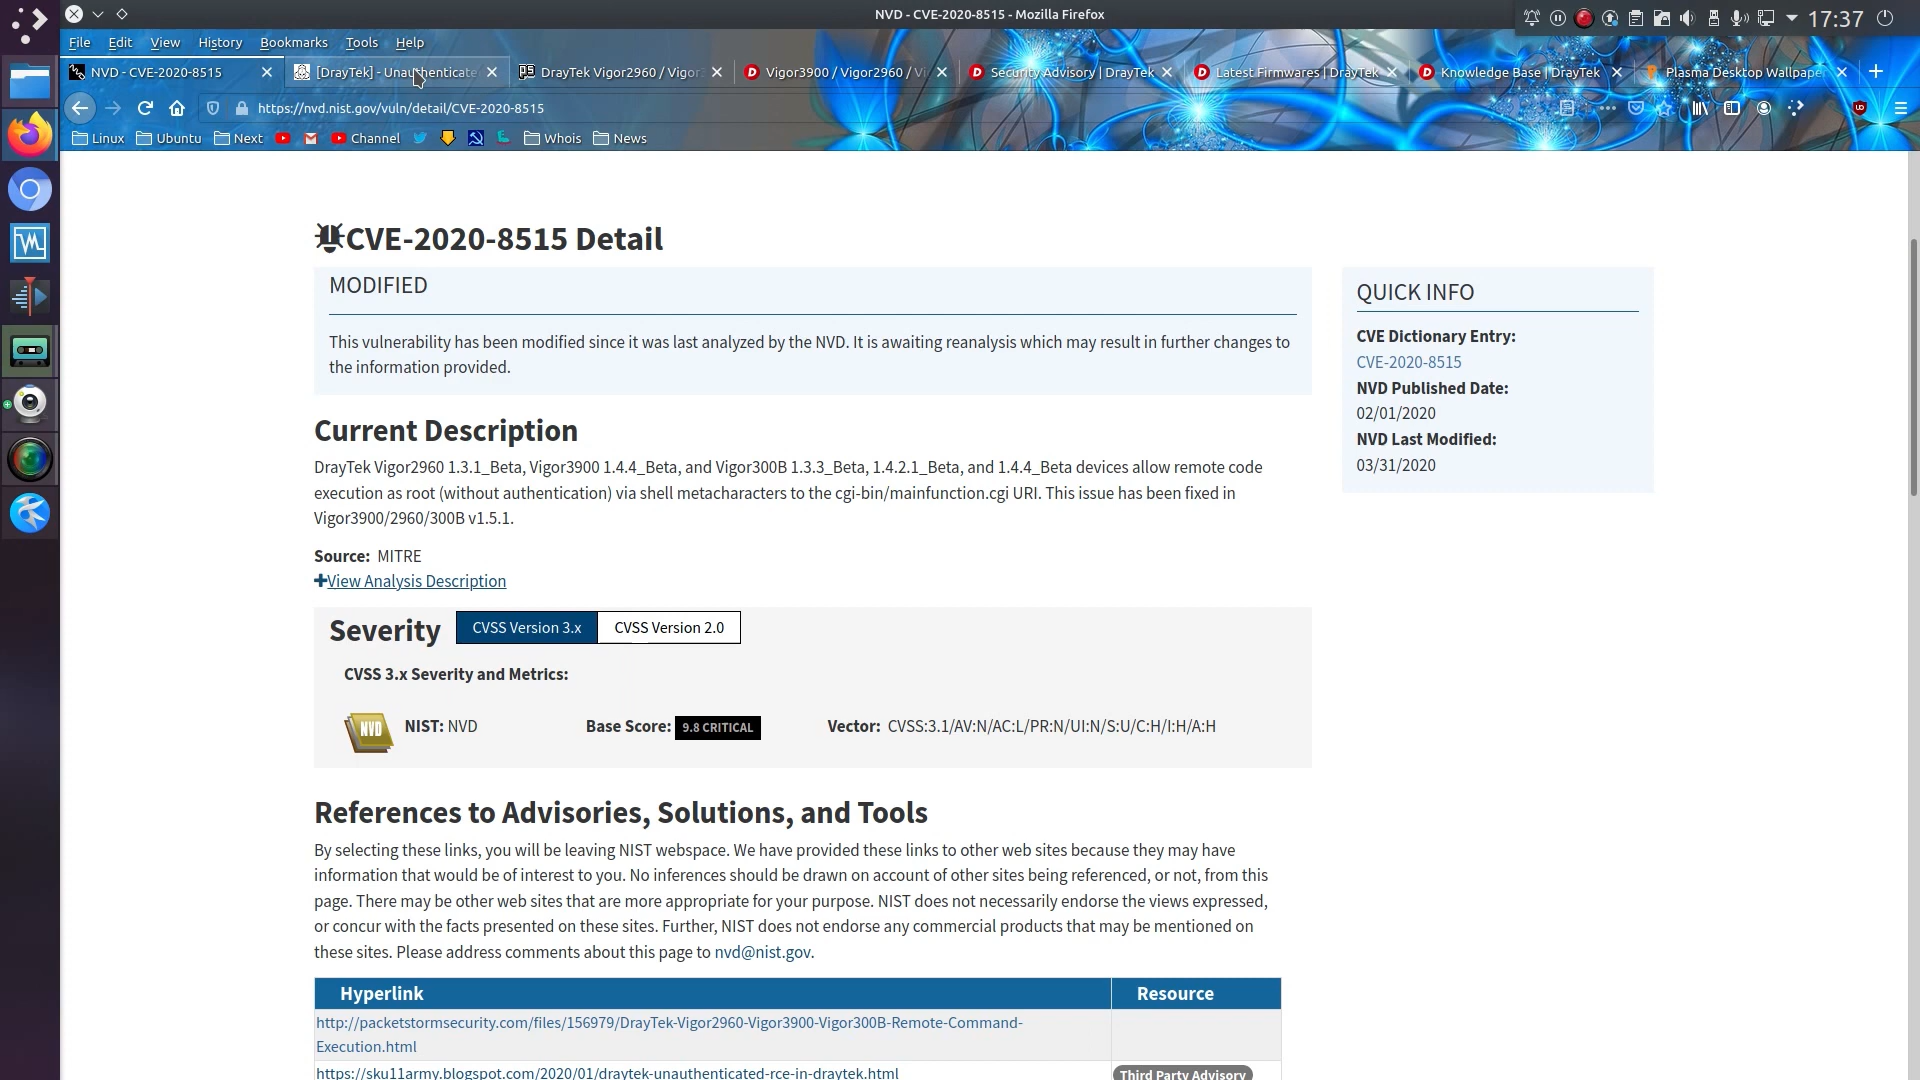 NVD - CVE-2020-8515 - Mozilla Firefox
17:37
File Edit View History Bookmarks Tools Help
NVD - CVE-2020-8515
[DrayTek] - Unauthenticate
DrayTek Vigor2960 / Vigor
Vigor3900 / Vigor2960 / Vi
Security Advisory | DrayTek
Latest Firmwares | DrayTek
Knowledge Base | DrayTek
Plasma Desktop Wallpape
https://nvd.nist.gov/vuln/detail/CVE-2020-8515
Linux Ubuntu Next Channel Whois News
CVE-2020-8515 Detail
MODIFIED
This vulnerability has been modified since it was last analyzed by the NVD. It is awaiting reanalysis which may result in further changes to
the information provided.
QUICK INFO
CVE Dictionary Entry:
CVE-2020-8515
NVD Published Date:
02/01/2020
NVD Last Modified:
03/31/2020
Current Description
DrayTek Vigor2960 1.3.1_Beta, Vigor3900 1.4.4_Beta, and Vigor300B 1.3.3_Beta, 1.4.2.1_Beta, and 1.4.4_Beta devices allow remote code
execution as root (without authentication) via shell metacharacters to the cgi-bin/mainfunction.cgi URI. This issue has been fixed in
Vigor3900/2960/300B v1.5.1.
Source: MITRE
View Analysis Description
Severity CVSS Version 3.x CVSS Version 2.0
CVSS 3.x Severity and Metrics:
NVD NIST: NVD Base Score: 9.8 CRITICAL Vector: CVSS:3.1/AV:N/AC:L/PR:N/UI:N/S:U/C:H/I:H/A:H
References to Advisories, Solutions, and Tools
By selecting these links, you will be leaving NIST webspace. We have provided these links to other web sites because they may have
information that would be of interest to you. No inferences should be drawn on account of other sites being referenced, or not, from this
page. There may be other web sites that are more appropriate for your purpose. NIST does not necessarily endorse the views expressed,
or concur with the facts presented on these sites. Further, NIST does not endorse any commercial products that may be mentioned on
these sites. Please address comments about this page to nvd@nist.gov.
Hyperlink Resource
http://packetstormsecurity.com/files/156979/DrayTek-Vigor2960-Vigor3900-Vigor300B-Remote-Command-
Execution.html
https://sku11army.blogspot.com/2020/01/draytek-unauthenticated-rce-in-draytek.html Third Party Advisory